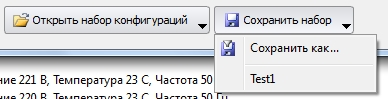 Открыть набор конфигураций
Сохранить набор
Сохранить как...
Test1
ние 221 В, Температура 23 С, Частота 50
ние 220 В, Температура 23 С, Частота 50 Гц